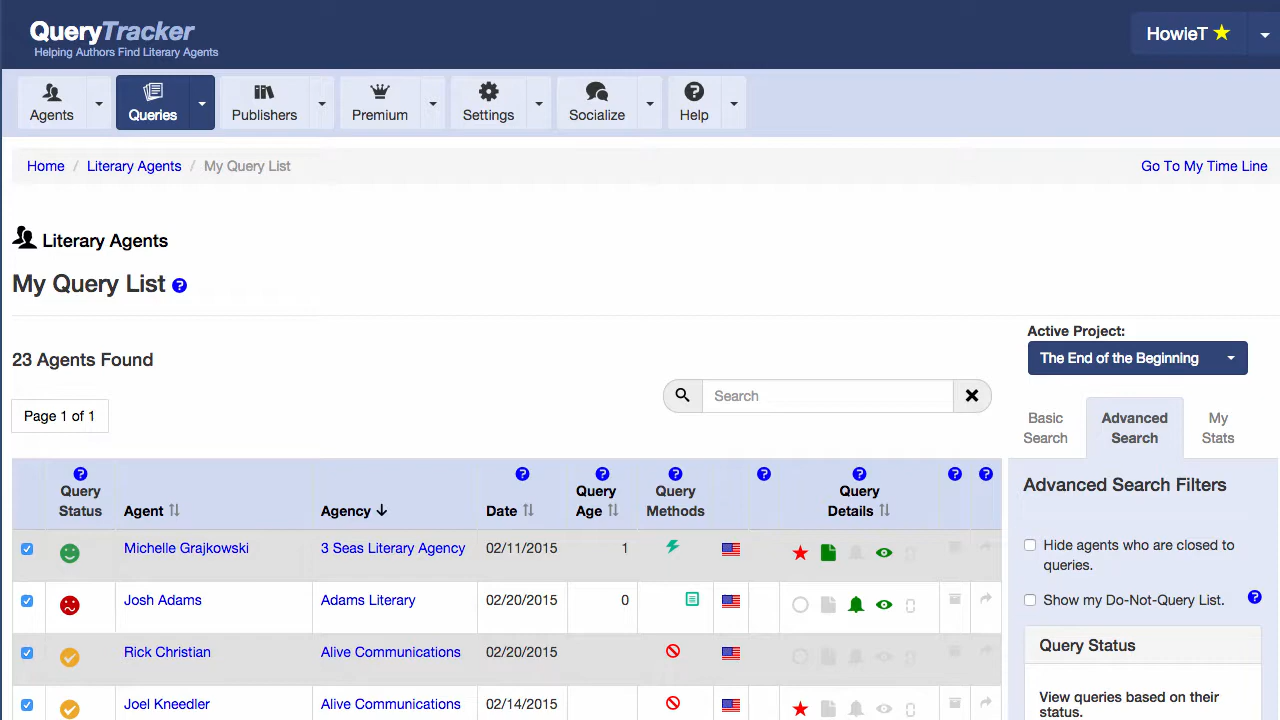 QueryTracker
Helping Authors Find Literary Agents
HowieT
Agents
Queries
Publishers
Premium
Settings
Socialize
Help
Home / Literary Agents / My Query List
Go To My Time Line
Literary Agents
My Query List
Active Project:
The End of the Beginning
23 Agents Found
Search
Page 1 of 1
Basic Search
Advanced Search
My Stats
Query Status
Agent
Agency
Date
Query Age
Query Methods
Query Details
Advanced Search Filters
Michelle Grajkowski 3 Seas Literary Agency 02/11/2015 1
Hide agents who are closed to
queries.
Josh Adams Adams Literary 02/20/2015 0
Show my Do-Not-Query List.
Rick Christian Alive Communications 02/20/2015
Query Status
Joel Kneedler Alive Communications 02/14/2015
View queries based on their
status.